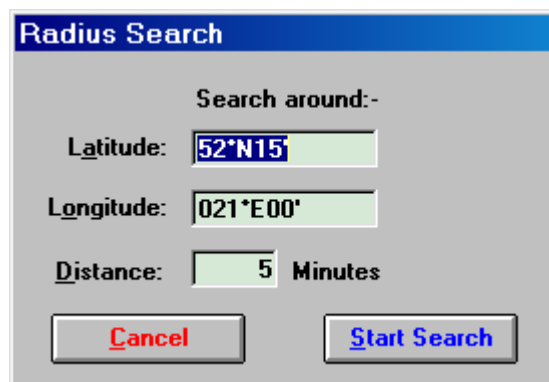 Radius Search
Search around:-
Latitude: 52°N15'
Longitude: 021°E00'
Distance: 5 Minutes
Cancel Start Search